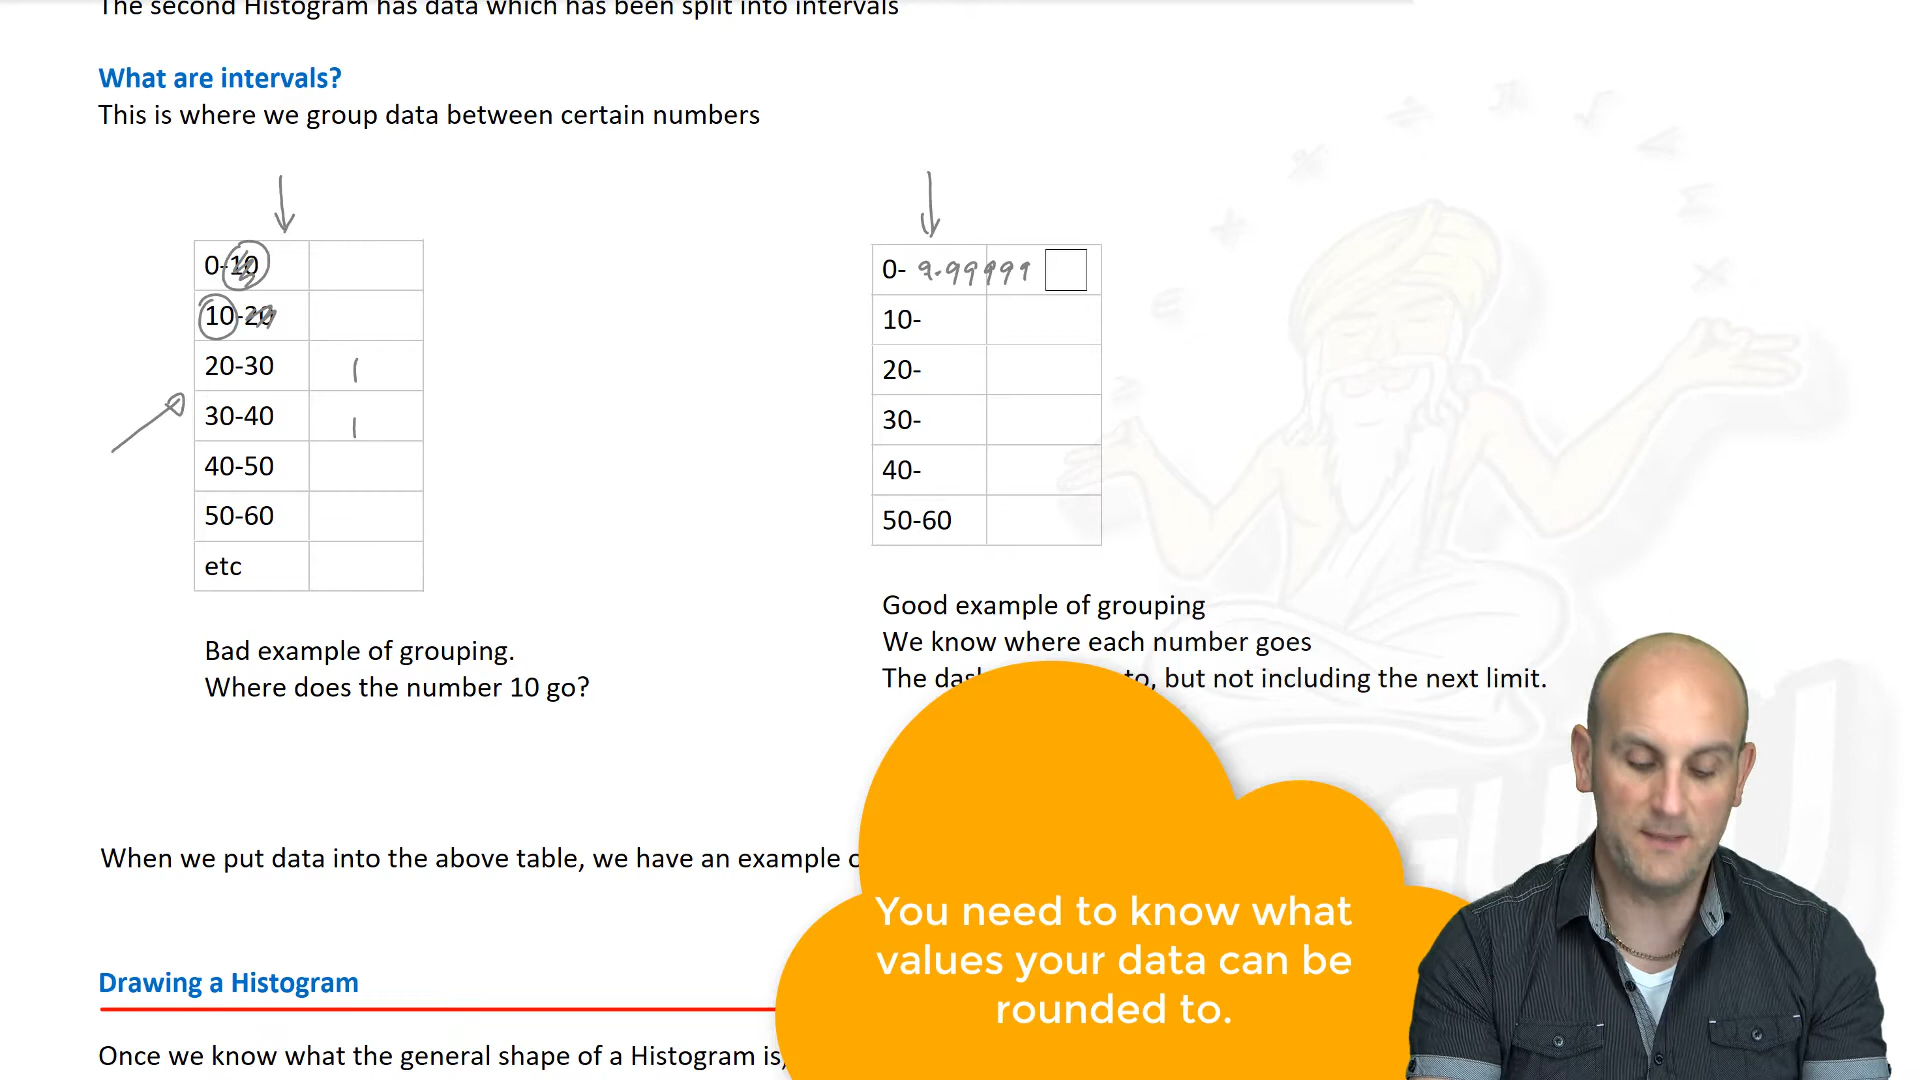 The second Histogram has data which has been split into intervals
What are intervals?
This is where we group data between certain numbers
0-10
10-20
20-30 |
30-40 |
40-50
50-60
etc
0- 9.99999
10-
20-
30-
40-
50-60
Bad example of grouping.
Where does the number 10 go?
Good example of grouping
We know where each number goes
The to, but not including the next limit.
When we put data into the above table, we have an example
You need to know what
values your data can be
rounded to.
Drawing a Histogram
Once we know what the general shape of a Histogram is,